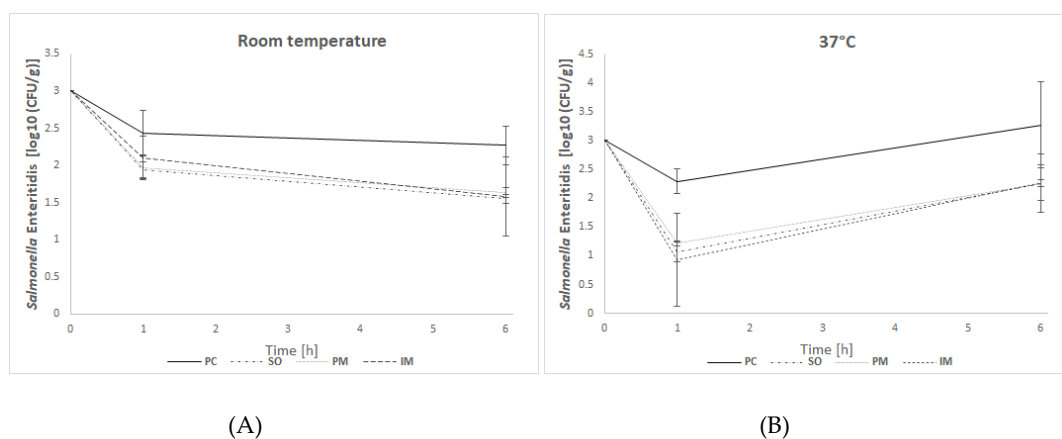 Room temperature
Salmonella Enteritidis [log10 (CFU/g)]
3.5
3
2.5
2
1.5
1
0.5
0
0 1 2 3 4 5 6
Time [h]
PC SO PM IM
(A)
37°C
Salmonella Enteritidis [log10 (CFU/g)]
4.5
4
3.5
3
2.5
2
1.5
1
0.5
0
0 1 2 3 4 5 6
Time [h]
PC SO PM IM
(B)